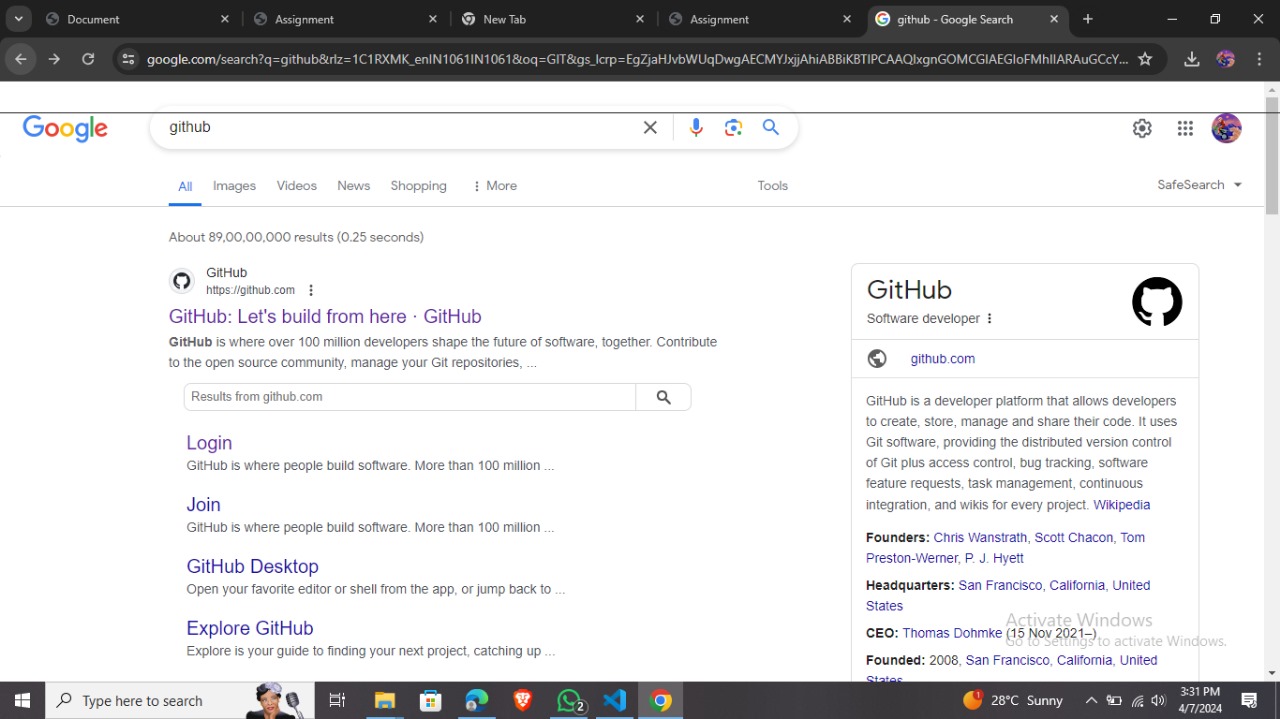 Document
Assignment
New Tab
Assignment
github - Google Search
google.com/search?q=github&rlz=1C1RXMK_enIN1061IN1061&oq=GIT&gs_lcrp=EgZjaHJvbWUqDwgAECMYJxjjAhiABBiKBTIPCAAQIxgnGOMCGIAEGIoFMhIIARAuGCcY...
Google
github
All Images Videos News Shopping More
Tools
SafeSearch
About 89,00,00,000 results (0.25 seconds)
GitHub
https://github.com
GitHub: Let's build from here · GitHub
GitHub is where over 100 million developers shape the future of software, together. Contribute
to the open source community, manage your Git repositories, ...
Results from github.com
Login
GitHub is where people build software. More than 100 million ...
Join
GitHub is where people build software. More than 100 million ...
GitHub Desktop
Open your favorite editor or shell from the app, or jump back to ...
Explore GitHub
Explore is your guide to finding your next project, catching up ...
GitHub
Software developer
github.com
GitHub is a developer platform that allows developers
to create, store, manage and share their code. It uses
Git software, providing the distributed version control
of Git plus access control, bug tracking, software
feature requests, task management, continuous
integration, and wikis for every project. Wikipedia
Founders: Chris Wanstrath, Scott Chacon, Tom
Preston-Werner, P. J. Hyett
Headquarters: San Francisco, California, United
States
CEO: Thomas Dohmke (15 Nov 2021–)
Founded: 2008, San Francisco, California, United
States
Activate Windows
Go to Settings to activate Windows.
Type here to search
2
1
28°C Sunny
3:31 PM
4/7/2024